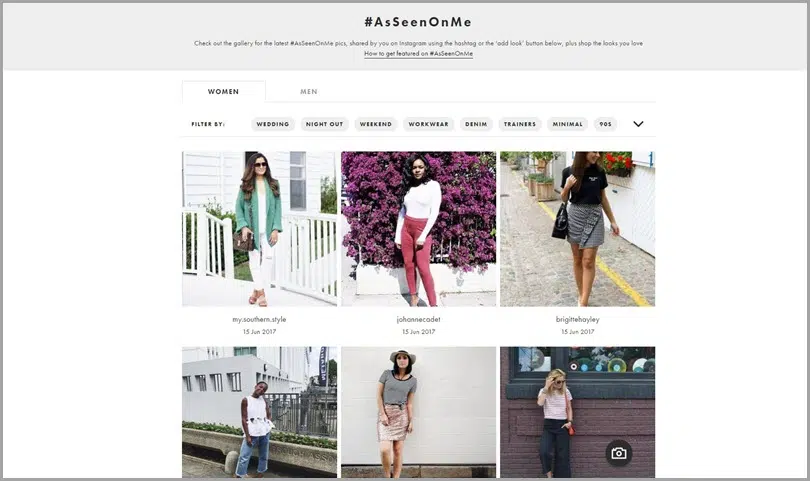 #AsSeenOnMe
Check out the gallery for the latest #AsSeenOnMe pics, shared by you on Instagram using the hashtag or the 'add look' button below, plus shop the looks you love
How to get featured on #AsSeenOnMe
WOMEN MEN
FILTER BY: WEDDING NIGHT OUT WEEKEND WORKWEAR DENIM TRAINERS MINIMAL 90S
my.southern.style johannecadet brigittehayley
15 Jun 2017 15 Jun 2017 15 Jun 2017